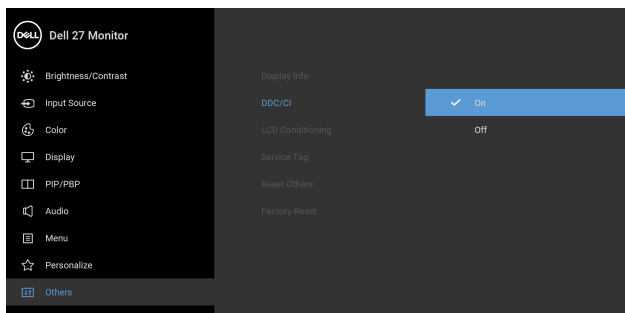 DELL
Dell 27 Monitor
Brightness/Contrast
Input Source
Color
Display
PIP/PBP
Audio
Menu
Personalize
Others
Display Info
DDC/CI
LCD Conditioning
Service Tag
Reset Others
Factory Reset
On
Off